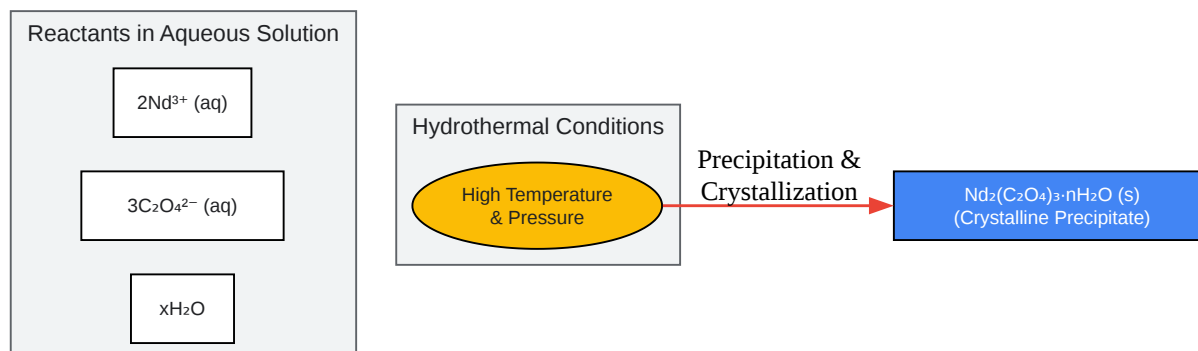 Reactants in Aqueous Solution
2Nd³⁺ (aq)
3C₂O₄²⁻ (aq)
xH₂O
Hydrothermal Conditions
High Temperature
& Pressure
Precipitation &
Crystallization
Nd₂(C₂O₄)₃·nH₂O (s)
(Crystalline Precipitate)